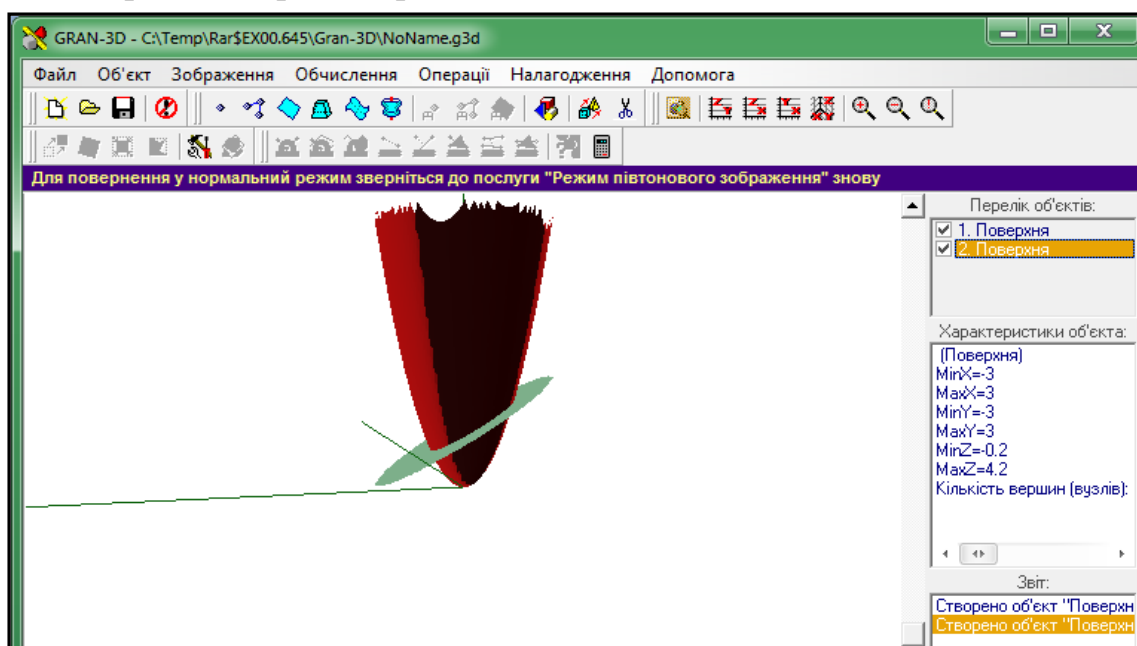 GRAN-3D - C:\Temp\Rar$EX00.645\Gran-3D\NoName.g3d
Файл Об'єкт Зображення Обчислення Операції Налагодження Допомога
Для повернення у нормальний режим зверніться до послуги "Режим півтонового зображення" знову
Перелік об'єктів:
1. Поверхня
2. Поверхня
Характеристики об'єкта:
(Поверхня)
MinX=-3
MaxX=3
MinY=-3
MaxY=3
MinZ=-0.2
MaxZ=4.2
Кількість вершин (вузлів):
Звіт:
Створено об'єкт "Поверхн
Створено об'єкт "Поверхн